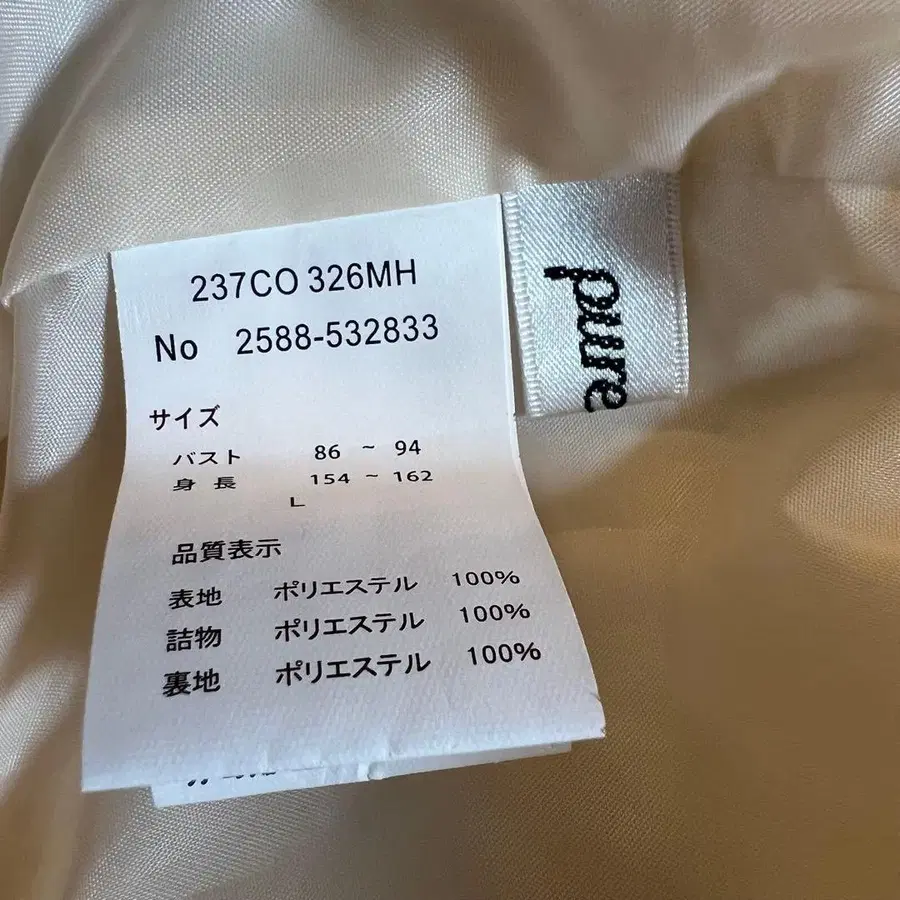 237CO 326MH
No 2588-532833
サイズ
バスト 86 ~ 94
身長 154 ~ 162
L
品質表示
表地 ポリエステル 100%
詰物 ポリエステル 100%
裏地 ポリエステル 100%
pure